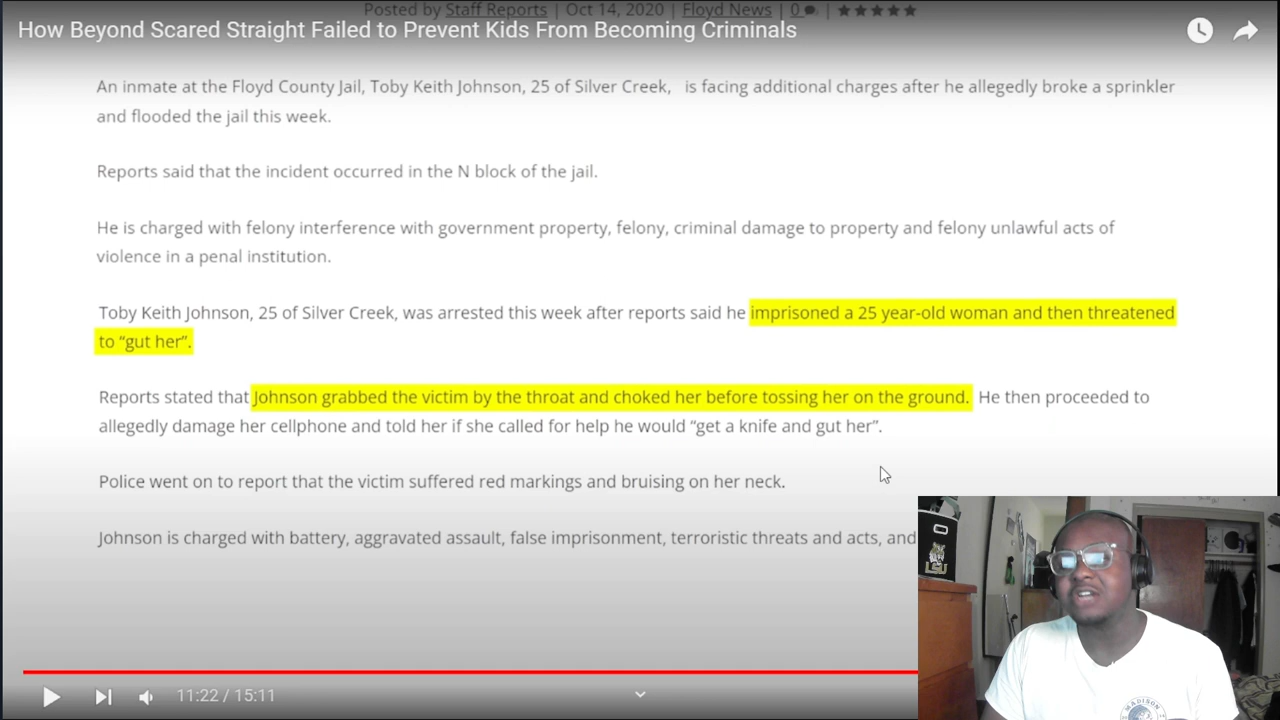 Posted by Staff Reports | Oct 14, 2020 | Floyd News | 0 | ★★★★★
How Beyond Scared Straight Failed to Prevent Kids From Becoming Criminals
An inmate at the Floyd County Jail, Toby Keith Johnson, 25 of Silver Creek, is facing additional charges after he allegedly broke a sprinkler
and flooded the jail this week.
Reports said that the incident occurred in the N block of the jail.
He is charged with felony interference with government property, felony, criminal damage to property and felony unlawful acts of
violence in a penal institution.
Toby Keith Johnson, 25 of Silver Creek, was arrested this week after reports said he imprisoned a 25 year-old woman and then threatened
to “gut her”.
Reports stated that Johnson grabbed the victim by the throat and choked her before tossing her on the ground. He then proceeded to
allegedly damage her cellphone and told her if she called for help he would “get a knife and gut her”.
Police went on to report that the victim suffered red markings and bruising on her neck.
Johnson is charged with battery, aggravated assault, false imprisonment, terroristic threats and acts, and
LSU
MADISON
11:22 / 15:11